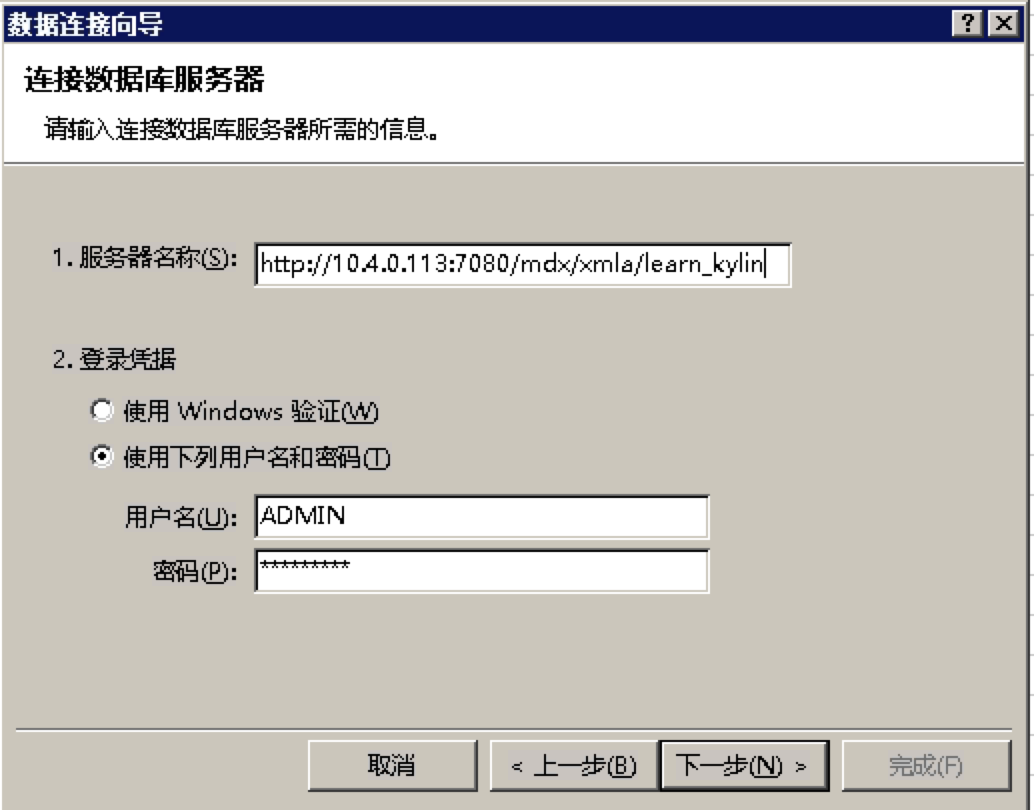 数据连接向导
连接数据库服务器
请输入连接数据库服务器所需的信息。
1. 服务器名称(S): http://10.4.0.113:7080/mdx/xmla/learn_kylin
2. 登录凭据
使用 Windows 验证(W)
使用下列用户名和密码(T)
用户名(U): ADMIN
密码(P): *********
取消 < 上一步(B) 下一步(N) > 完成(F)